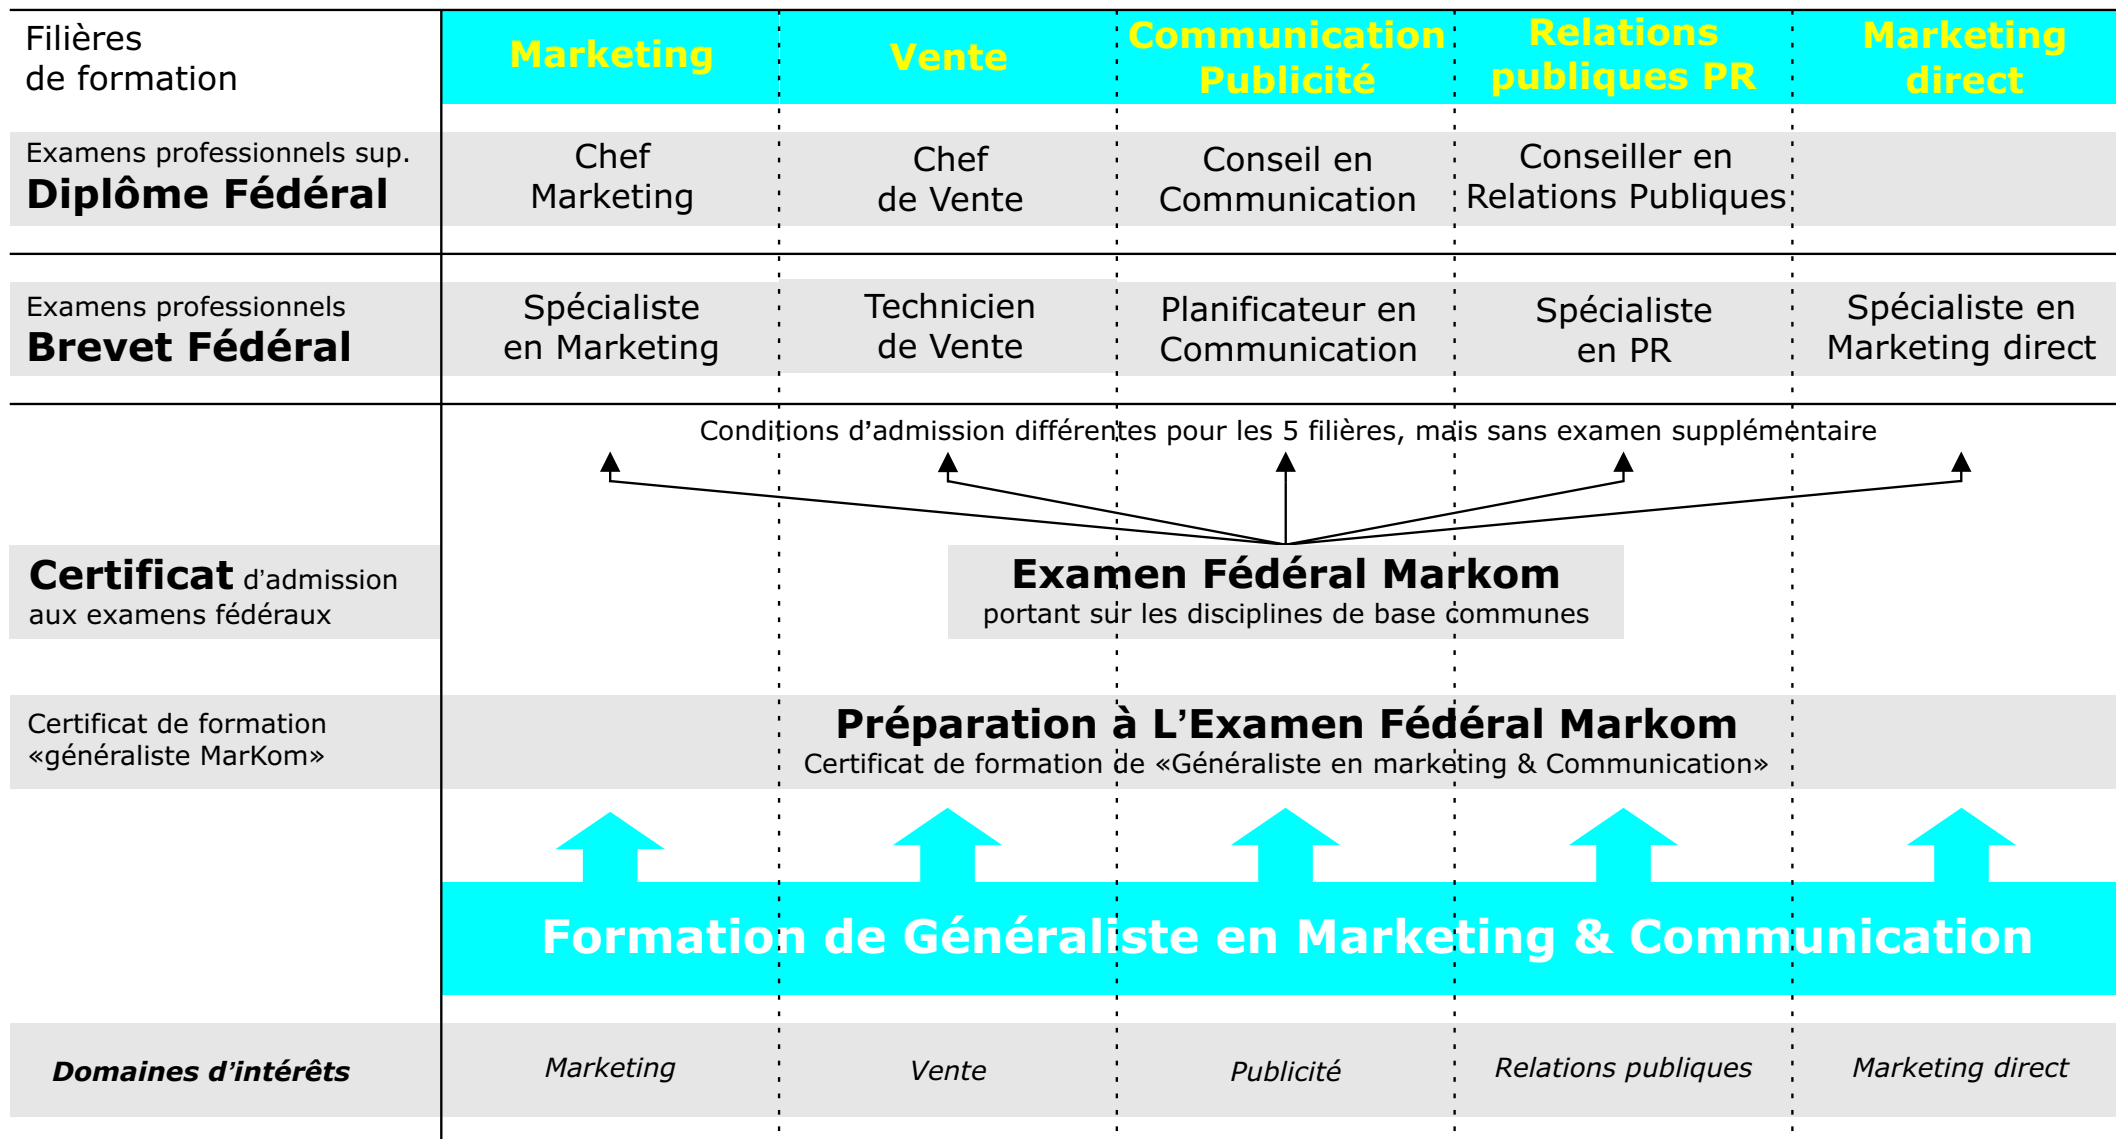 Filières
de formation
Marketing
Vente
Communication
Publicité
Relations
publiques PR
Marketing
direct
Examens professionnels sup.
Diplôme Fédéral
Chef
Marketing
Chef
de Vente
Conseil en
Communication
Conseiller en
Relations Publiques
Examens professionnels
Brevet Fédéral
Spécialiste
en Marketing
Technicien
de Vente
Planificateur en
Communication
Spécialiste
en PR
Spécialiste en
Marketing direct
Conditions d’admission différentes pour les 5 filières, mais sans examen supplémentaire
Certificat d’admission
aux examens fédéraux
Examen Fédéral Markom
portant sur les disciplines de base communes
Certificat de formation
«généraliste MarKom»
Préparation à L’Examen Fédéral Markom
Certificat de formation de «Généraliste en marketing & Communication»
Formation de Généraliste en Marketing & Communication
Domaines d’intérêts
Marketing
Vente
Publicité
Relations publiques
Marketing direct